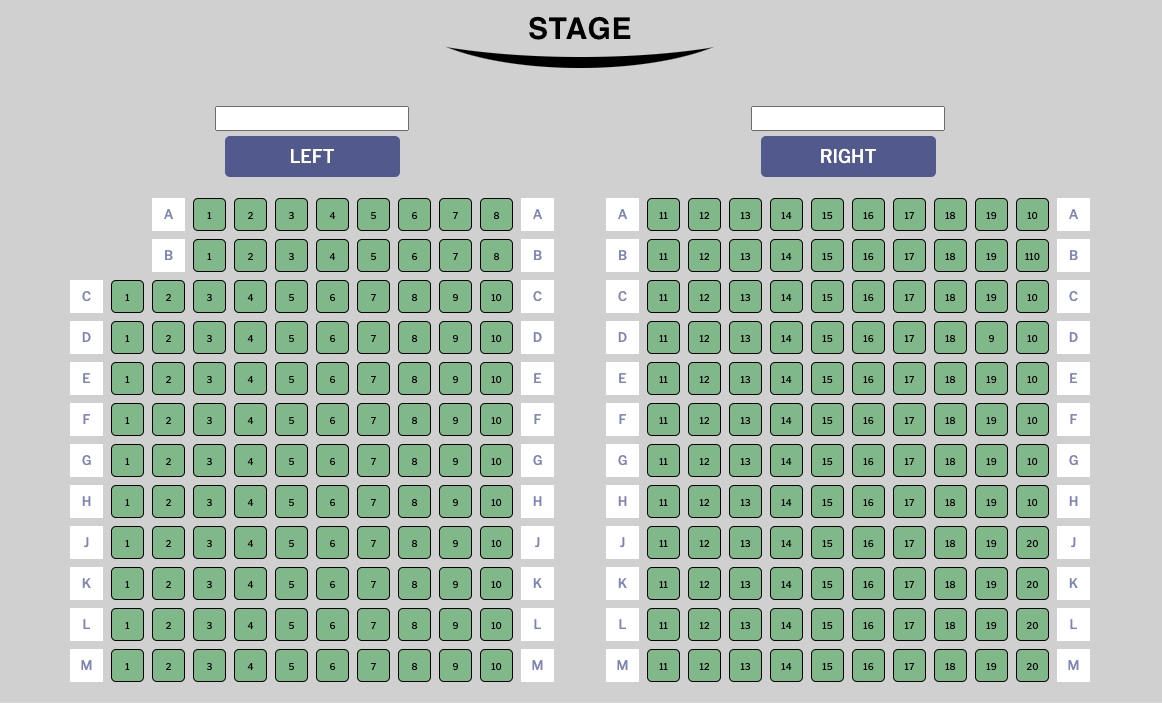 STAGE
LEFT RIGHT
A 1 2 3 4 5 6 7 8 A A 11 12 13 14 15 16 17 18 19 10 A
B 1 2 3 4 5 6 7 8 B B 11 12 13 14 15 16 17 18 19 110 B
C 1 2 3 4 5 6 7 8 9 10 C C 11 12 13 14 15 16 17 18 19 10 C
D 1 2 3 4 5 6 7 8 9 10 D D 11 12 13 14 15 16 17 18 9 10 D
E 1 2 3 4 5 6 7 8 9 10 E E 11 12 13 14 15 16 17 18 19 10 E
F 1 2 3 4 5 6 7 8 9 10 F F 11 12 13 14 15 16 17 18 19 10 F
G 1 2 3 4 5 6 7 8 9 10 G G 11 12 13 14 15 16 17 18 19 10 G
H 1 2 3 4 5 6 7 8 9 10 H H 11 12 13 14 15 16 17 18 19 10 H
J 1 2 3 4 5 6 7 8 9 10 J J 11 12 13 14 15 16 17 18 19 20 J
K 1 2 3 4 5 6 7 8 9 10 K K 11 12 13 14 15 16 17 18 19 20 K
L 1 2 3 4 5 6 7 8 9 10 L L 11 12 13 14 15 16 17 18 19 20 L
M 1 2 3 4 5 6 7 8 9 10 M M 11 12 13 14 15 16 17 18 19 20 M